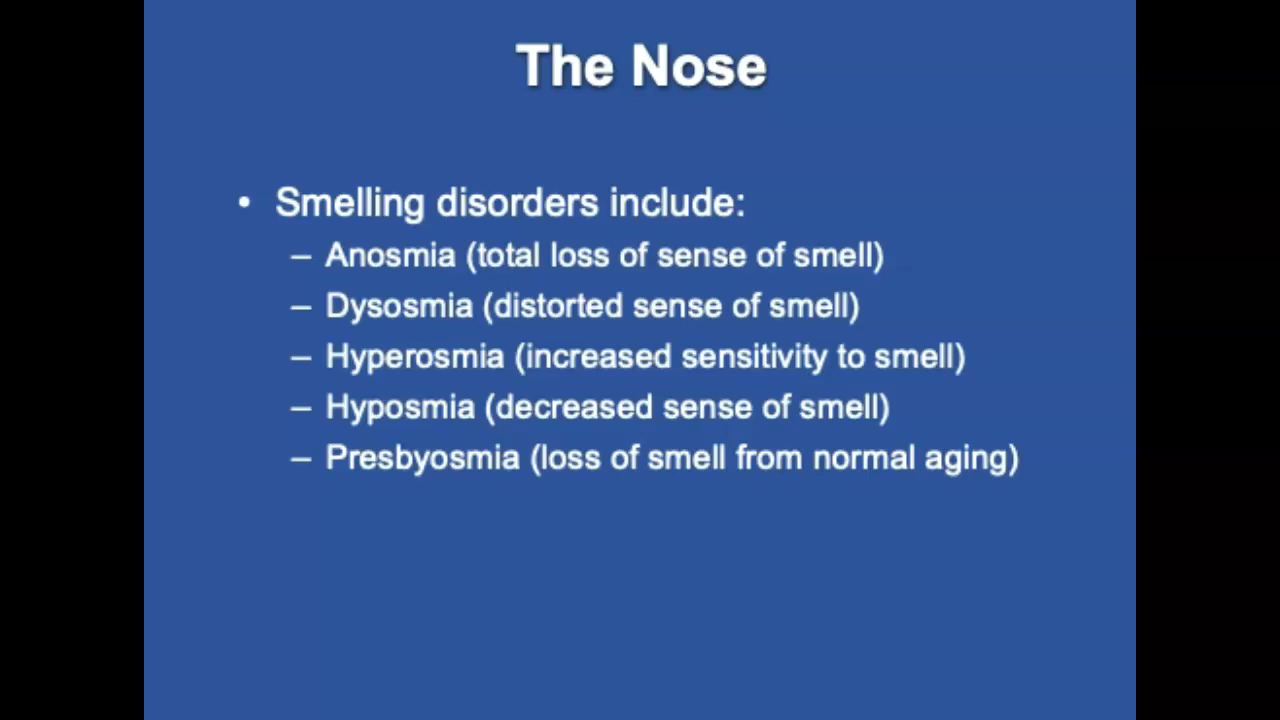 The Nose
• Smelling disorders include:
– Anosmia (total loss of sense of smell)
– Dysosmia (distorted sense of smell)
– Hyperosmia (increased sensitivity to smell)
– Hyposmia (decreased sense of smell)
– Presbyosmia (loss of smell from normal aging)